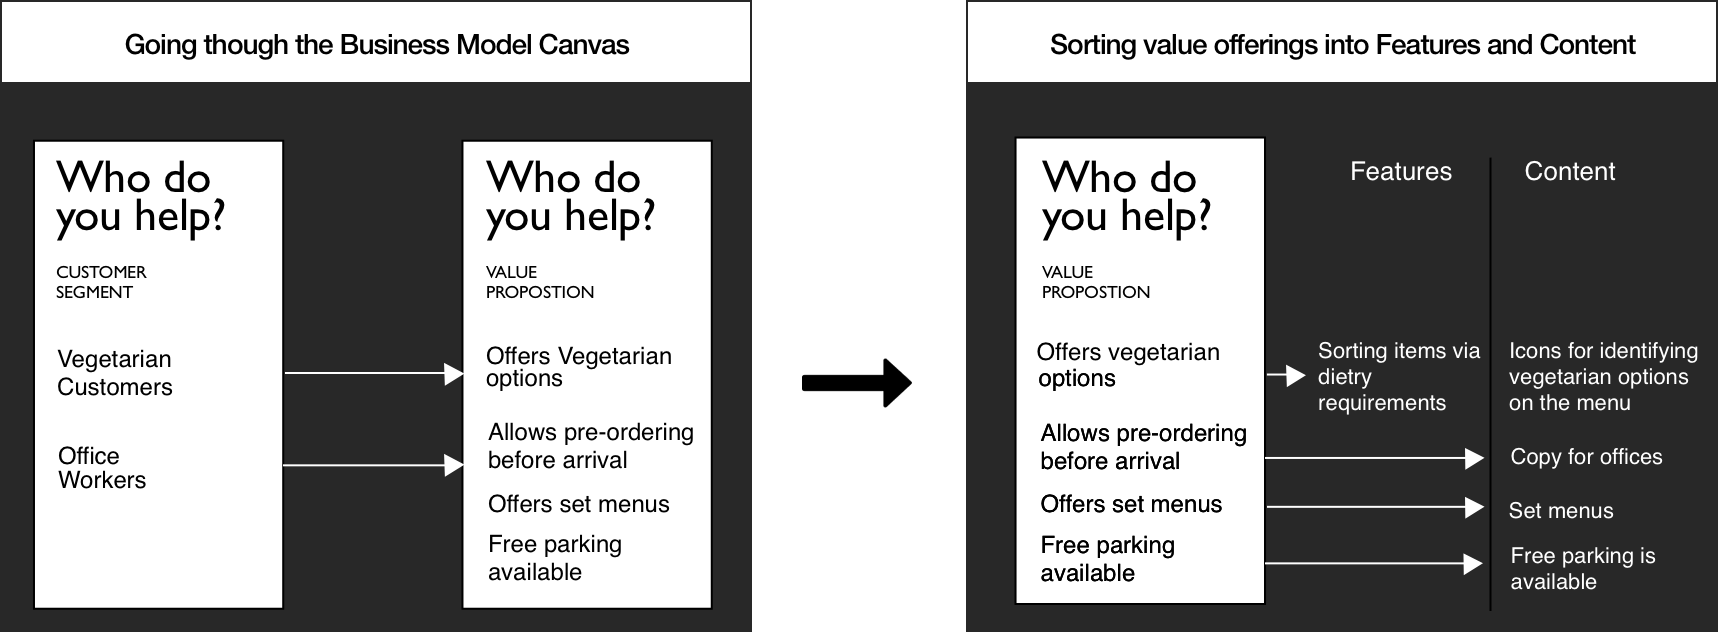 Going though the Business Model Canvas
Who do
you help?
CUSTOMER
SEGMENT
Vegetarian
Customers
Office
Workers
Who do
you help?
VALUE
PROPOSTION
Offers Vegetarian
options
Allows pre-ordering
before arrival
Offers set menus
Free parking
available
Sorting value offerings into Features and Content
Who do
you help?
VALUE
PROPOSTION
Offers vegetarian
options
Allows pre-ordering
before arrival
Offers set menus
Free parking
available
Features
Sorting items via
dietry
requirements
Content
Icons for identifying
vegetarian options
on the menu
Copy for offices
Set menus
Free parking is
available